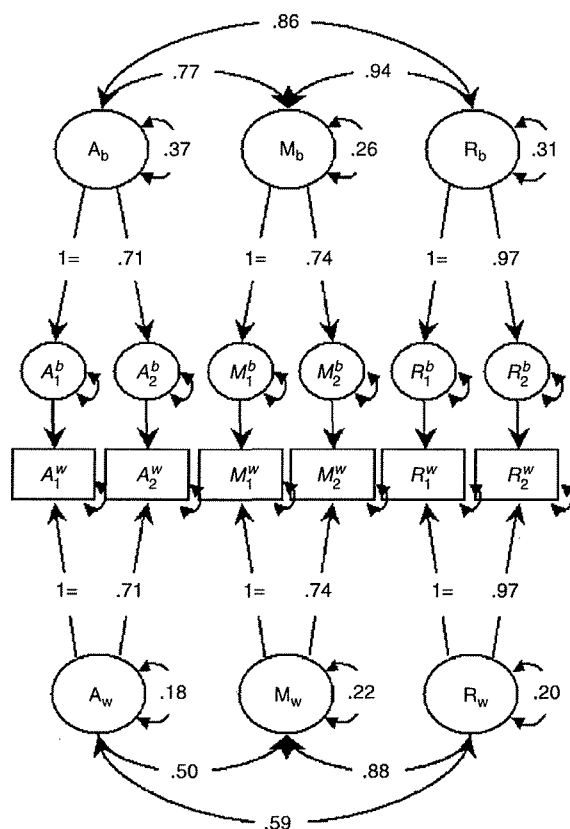 .86
.77 .94
A_b .37 M_b .26 R_b .31
1= .71 1= .74 1= .97
A_1^b A_2^b M_1^b M_2^b R_1^b R_2^b
A_1^w A_2^w M_1^w M_2^w R_1^w R_2^w
1= .71 1= .74 1= .97
A_w .18 M_w .22 R_w .20
.50 .88
.59